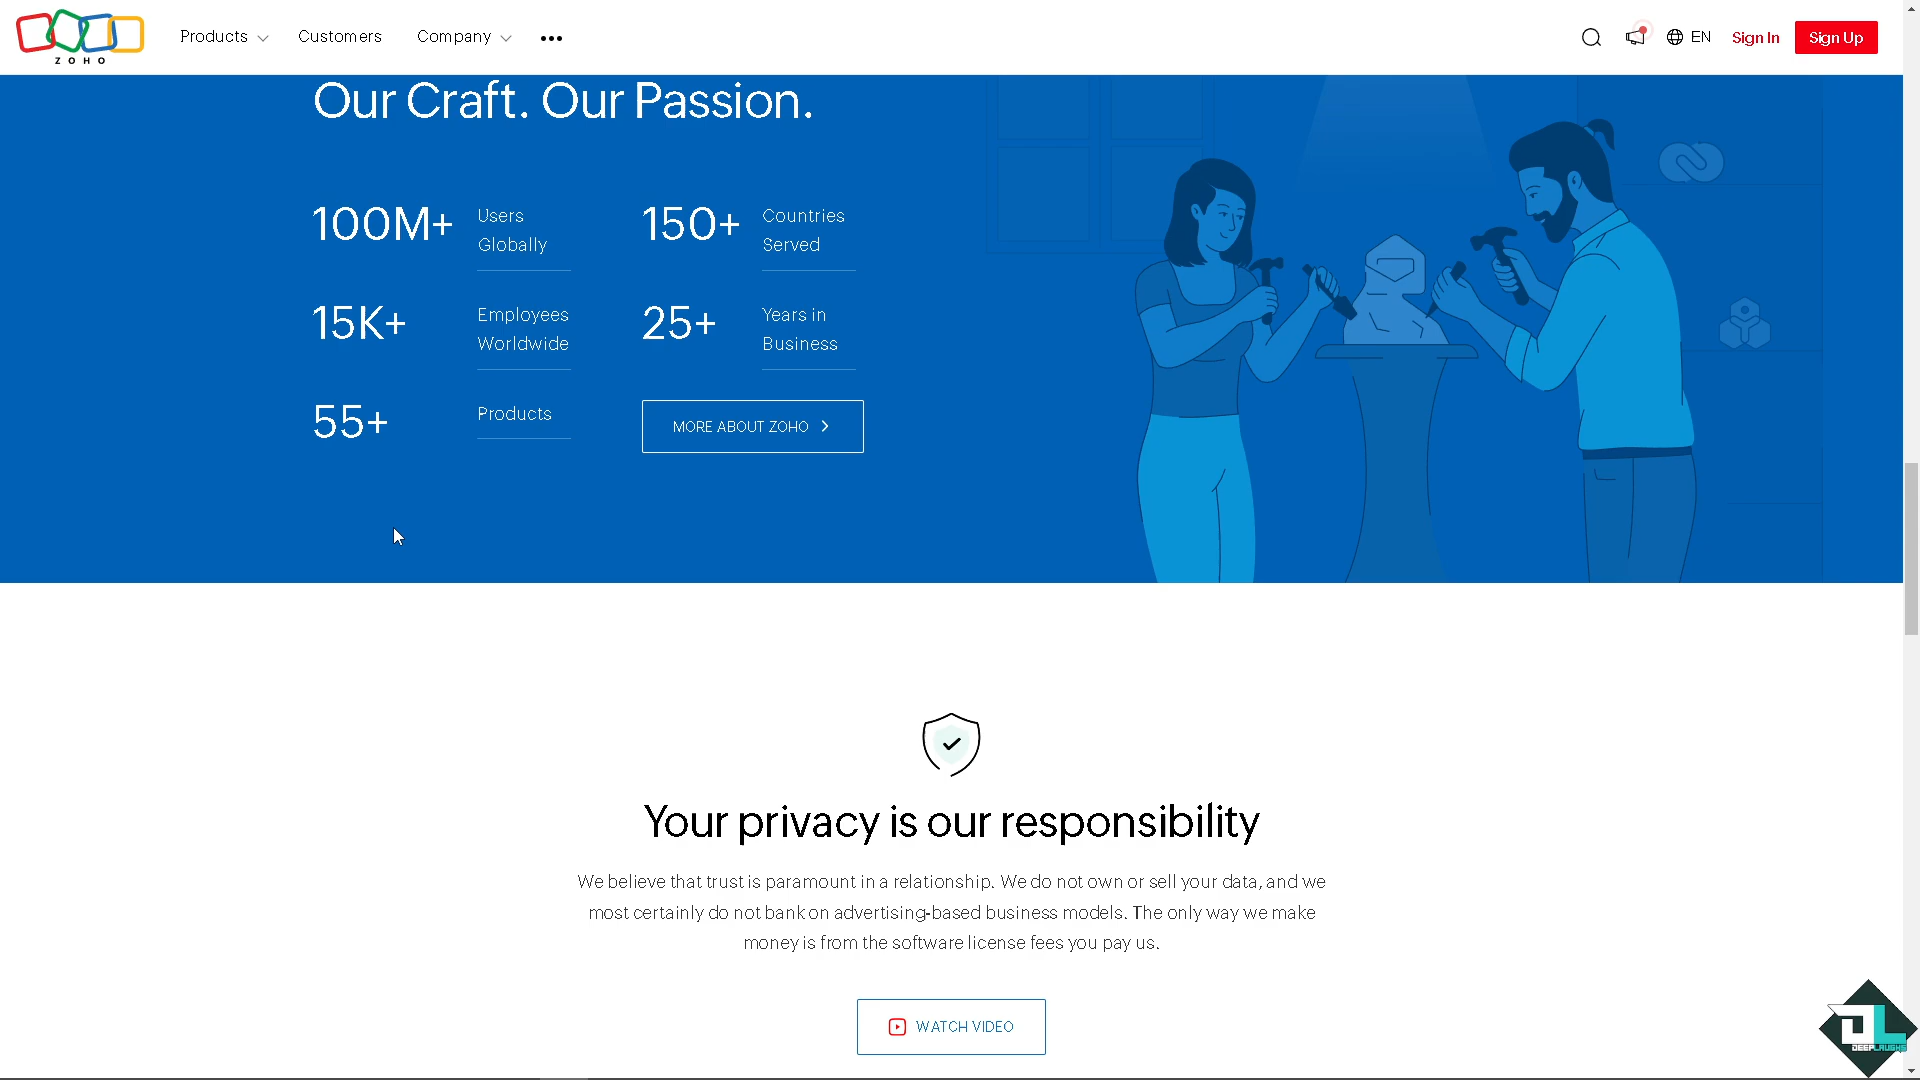 Products
Customers
Company
EN
Sign In
Sign Up
ZOHO
Our Craft. Our Passion.
100M+ Users
Globally
150+ Countries
Served
15K+ Employees
Worldwide
25+ Years in
Business
55+ Products
MORE ABOUT ZOHO
Your privacy is our responsibility
We believe that trust is paramount in a relationship. We do not own or sell your data, and we
most certainly do not bank on advertising-based business models. The only way we make
money is from the software license fees you pay us.
WATCH VIDEO
DEEPLAUGHS